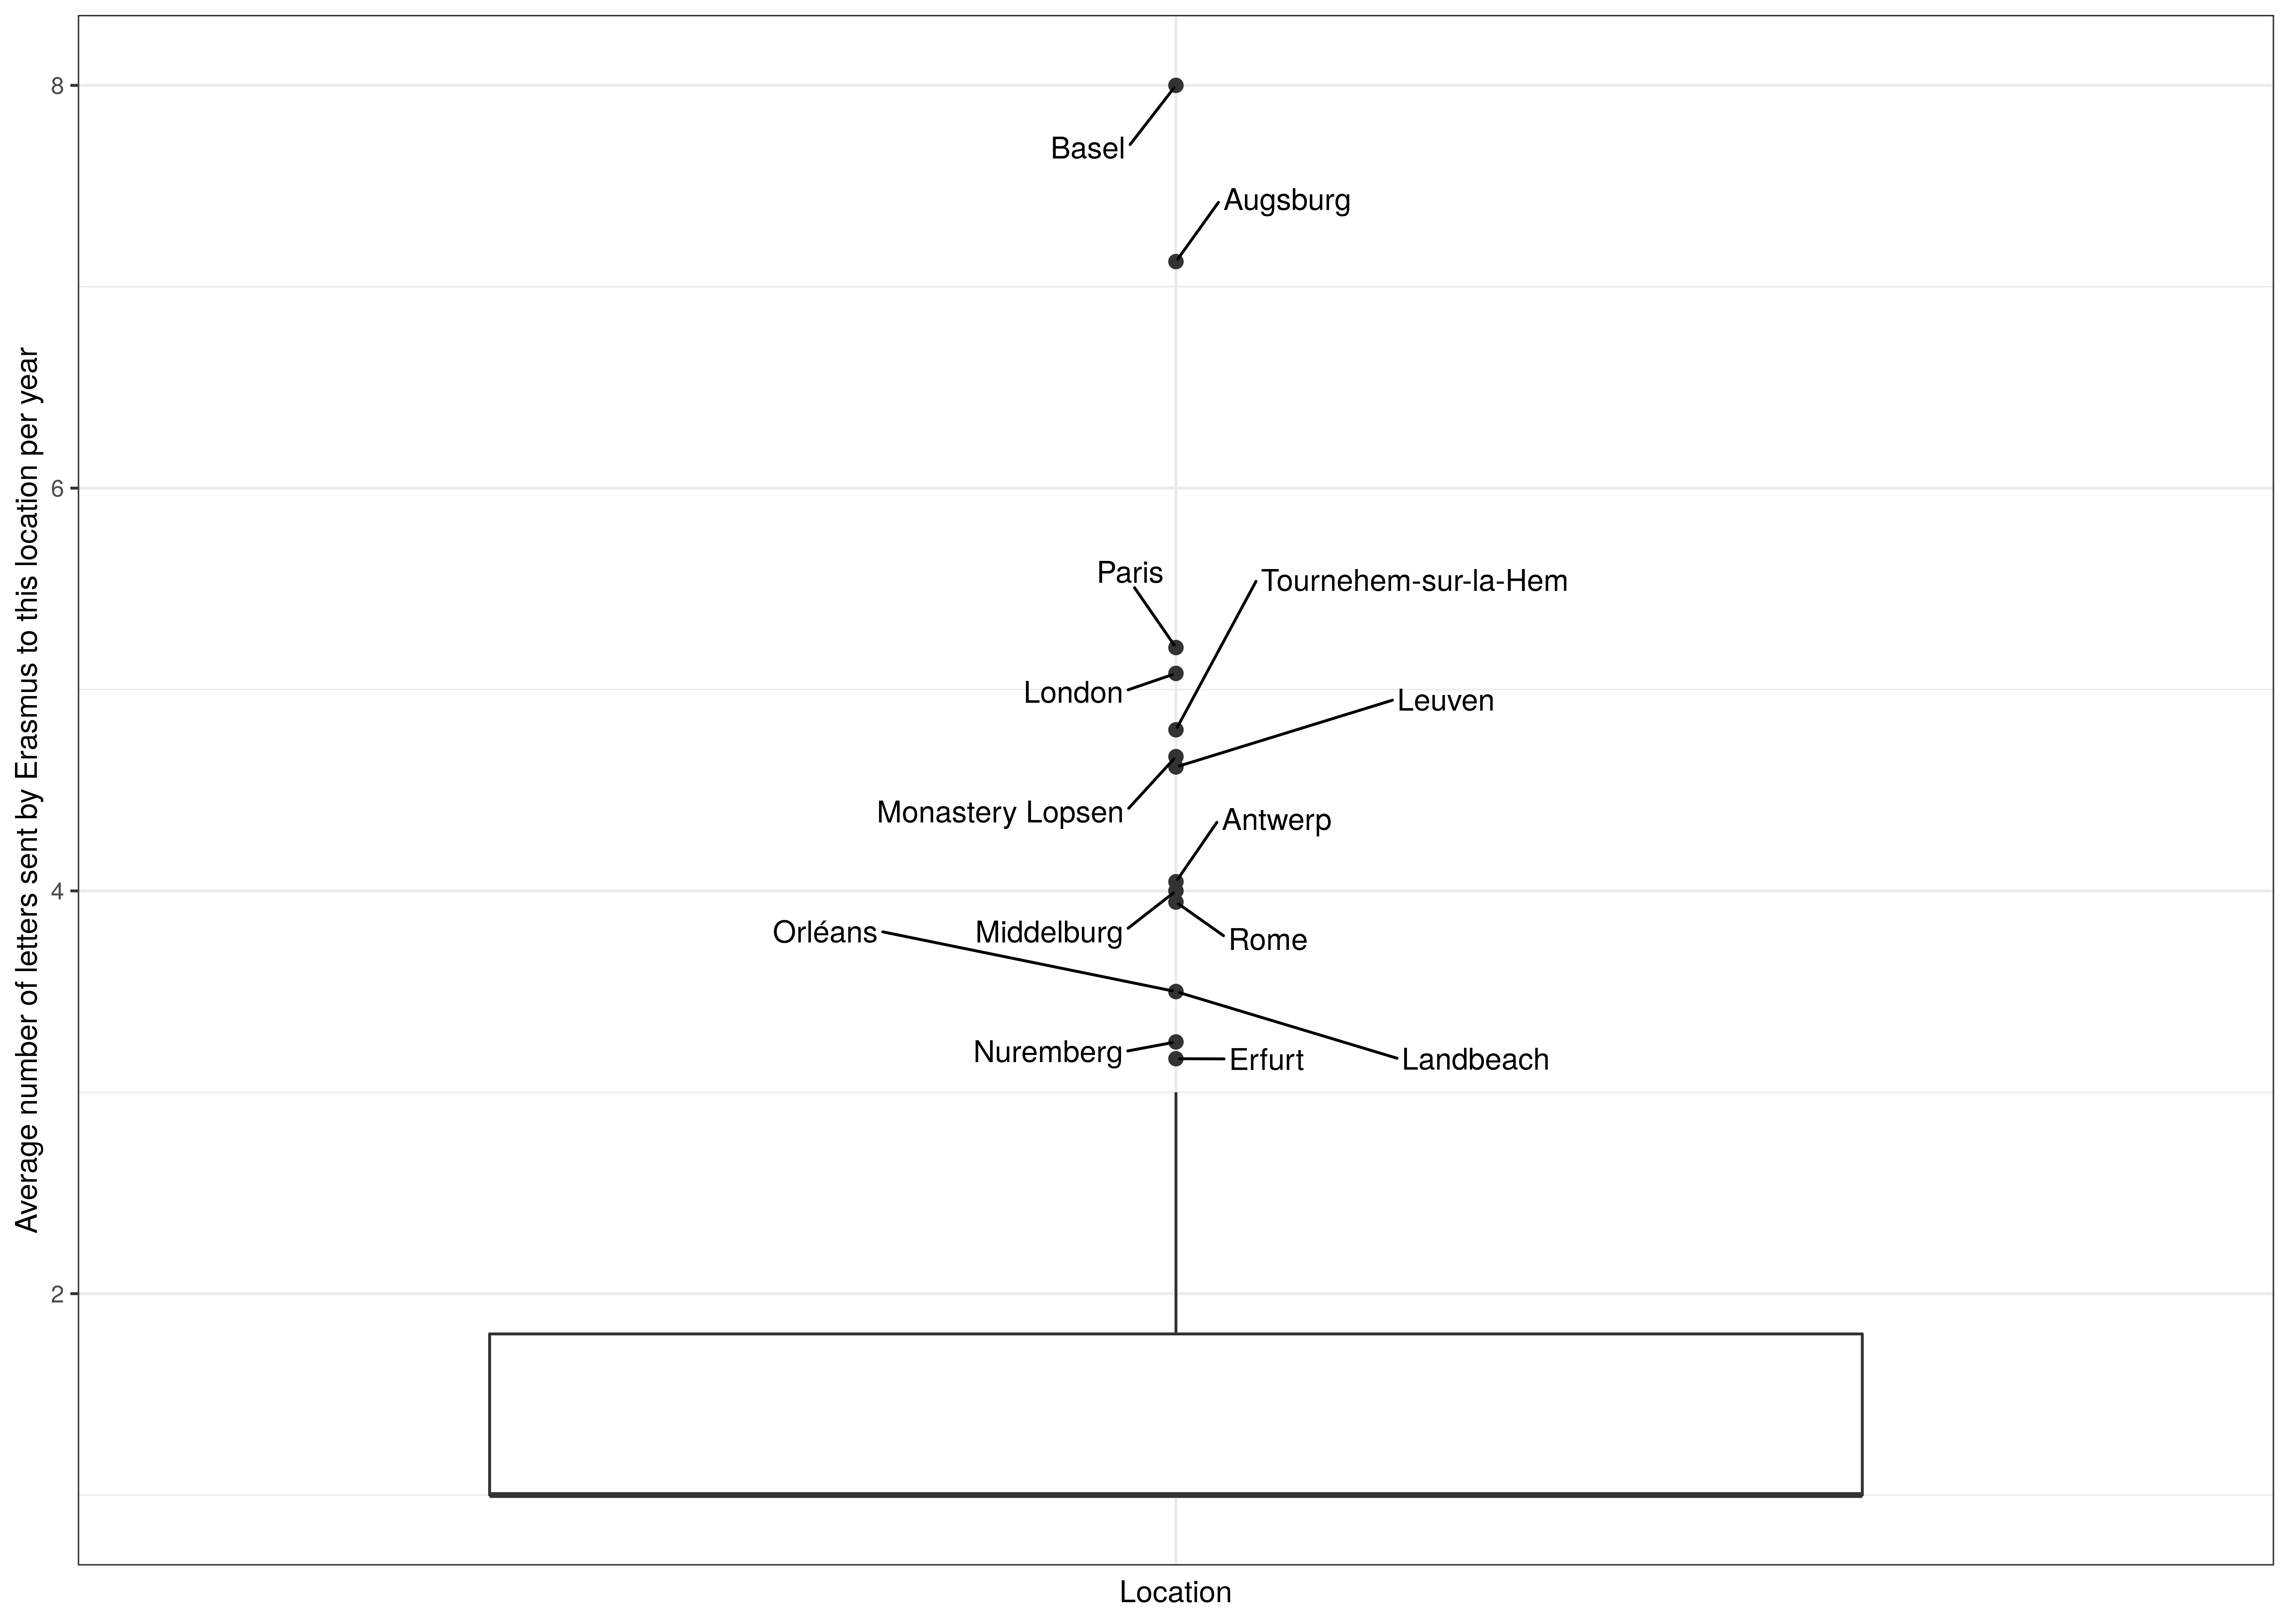 8
Basel
Augsburg
6
Paris
Tournehem-sur-la-Hem
London
Leuven
Monastery Lopsen
Antwerp
4
Orléans
Middelburg
Rome
Nuremberg
Erfurt
Landbeach
2
Average number of letters sent by Erasmus to this location per year
Location